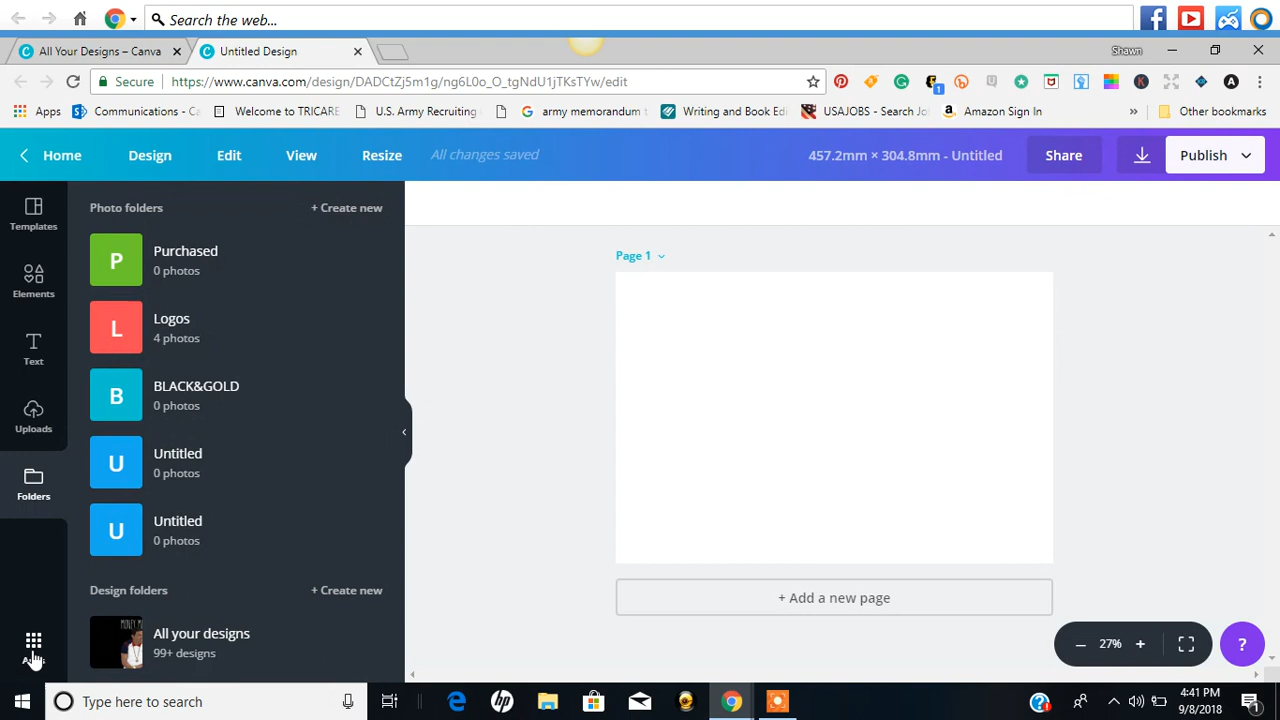 Search the web...
All Your Designs – Canva
Untitled Design
Shawn
Secure
https://www.canva.com/design/DADCtZj5m1g/ng6L0o_O_tgNdU1jTKsTYw/edit
1
Apps
Communications - Ca
Welcome to TRICARE
U.S. Army Recruiting
army memorandum t
Writing and Book Edi
USAJOBS - Search Jo
Amazon Sign In
Other bookmarks
Home
Design
Edit
View
Resize
All changes saved
457.2mm × 304.8mm - Untitled
Share
Publish
Templates
Elements
Text
Uploads
Folders
Photo folders
+ Create new
P
Purchased
0 photos
L
Logos
4 photos
B
BLACK&GOLD
0 photos
U
Untitled
0 photos
U
Untitled
0 photos
Design folders
+ Create new
All your designs
99+ designs
Page 1
+ Add a new page
27%
?
Type here to search
4:41 PM
9/8/2018
1